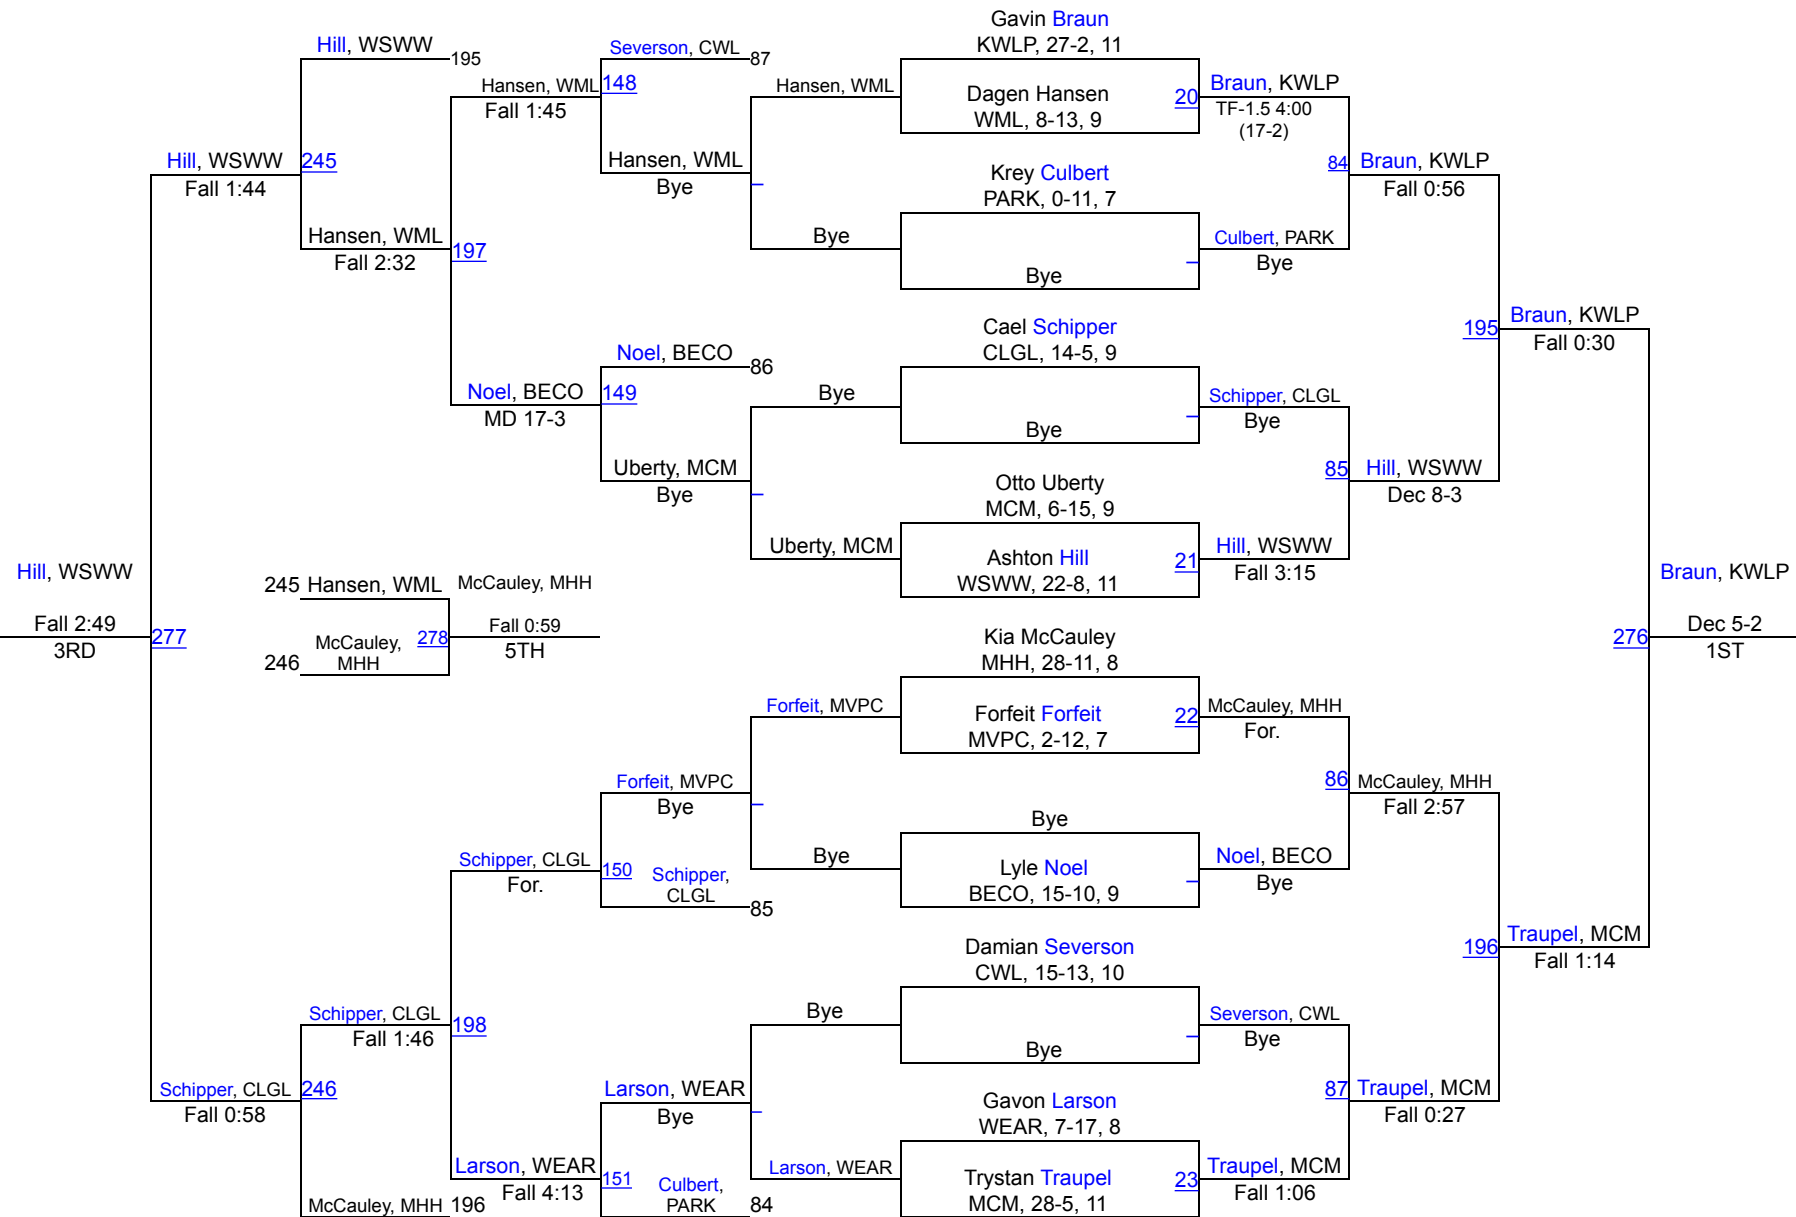 Gavin Braun
KWLP, 27-2, 11
Hill, WSWW
195
Severson, CWL
87
Hansen, WML
148
Fall 1:45
Hansen, WML
Dagen Hansen
WML, 8-13, 9
20
Braun, KWLP
TF-1.5 4:00
(17-2)
Hill, WSWW
245
Fall 1:44
Hansen, WML
Bye
Krey Culbert
PARK, 0-11, 7
84
Braun, KWLP
Fall 0:56
Hansen, WML
Fall 2:32
197
Bye
Bye
Culbert, PARK
Bye
Cael Schipper
CLGL, 14-5, 9
195
Braun, KWLP
Fall 0:30
Noel, BECO
86
Noel, BECO
149
MD 17-3
Bye
Bye
Schipper, CLGL
Bye
Uberty, MCM
Bye
Otto Uberty
MCM, 6-15, 9
85
Hill, WSWW
Dec 8-3
Uberty, MCM
Ashton Hill
WSWW, 22-8, 11
21
Hill, WSWW
Fall 3:15
Hill, WSWW
Fall 2:49
3RD
277
245
Hansen, WML
McCauley, MHH
246
McCauley,
MHH
278
Fall 0:59
5TH
Braun, KWLP
276
Dec 5-2
1ST
Kia McCauley
MHH, 28-11, 8
Forfeit, MVPC
Forfeit Forfeit
MVPC, 2-12, 7
22
McCauley, MHH
For.
Forfeit, MVPC
Bye
86
McCauley, MHH
Fall 2:57
Bye
Bye
Lyle Noel
BECO, 15-10, 9
Noel, BECO
Bye
Schipper, CLGL
For.
150
Schipper,
CLGL
85
Damian Severson
CWL, 15-13, 10
196
Traupel, MCM
Fall 1:14
Schipper, CLGL
Fall 1:46
198
Bye
Bye
Severson, CWL
Bye
Schipper, CLGL
246
Fall 0:58
Larson, WEAR
Bye
Gavon Larson
WEAR, 7-17, 8
87
Traupel, MCM
Fall 0:27
Larson, WEAR
Fall 4:13
151
Culbert,
PARK
84
Larson, WEAR
Trystan Traupel
MCM, 28-5, 11
23
Traupel, MCM
Fall 1:06
McCauley, MHH
196